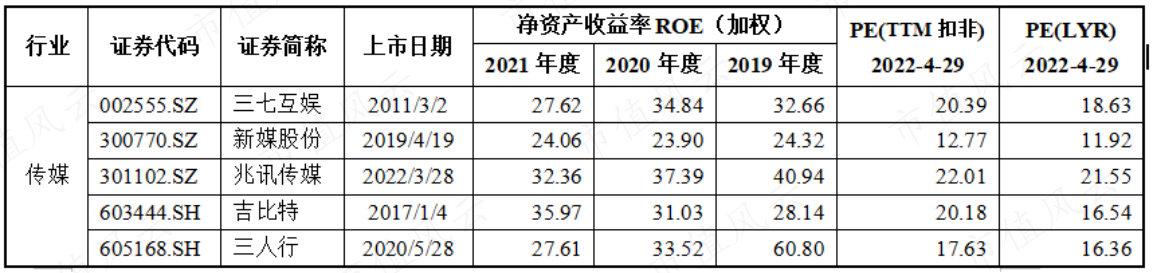 行业 证券代码 证券简称 上市日期 净资产收益率 ROE（加权） PE(TTM 扣非) 2022-4-29 PE(LYR) 2022-4-29
2021 年度 2020 年度 2019 年度
传媒 002555.SZ 三七互娱 2011/3/2 27.62 34.84 32.66 20.39 18.63
300770.SZ 新媒股份 2019/4/19 24.06 23.90 24.32 12.77 11.92
301102.SZ 兆讯传媒 2022/3/28 32.36 37.39 40.94 22.01 21.55
603444.SH 吉比特 2017/1/4 35.97 31.03 28.14 20.18 16.54
605168.SH 三人行 2020/5/28 27.61 33.52 60.80 17.63 16.36
市值风云